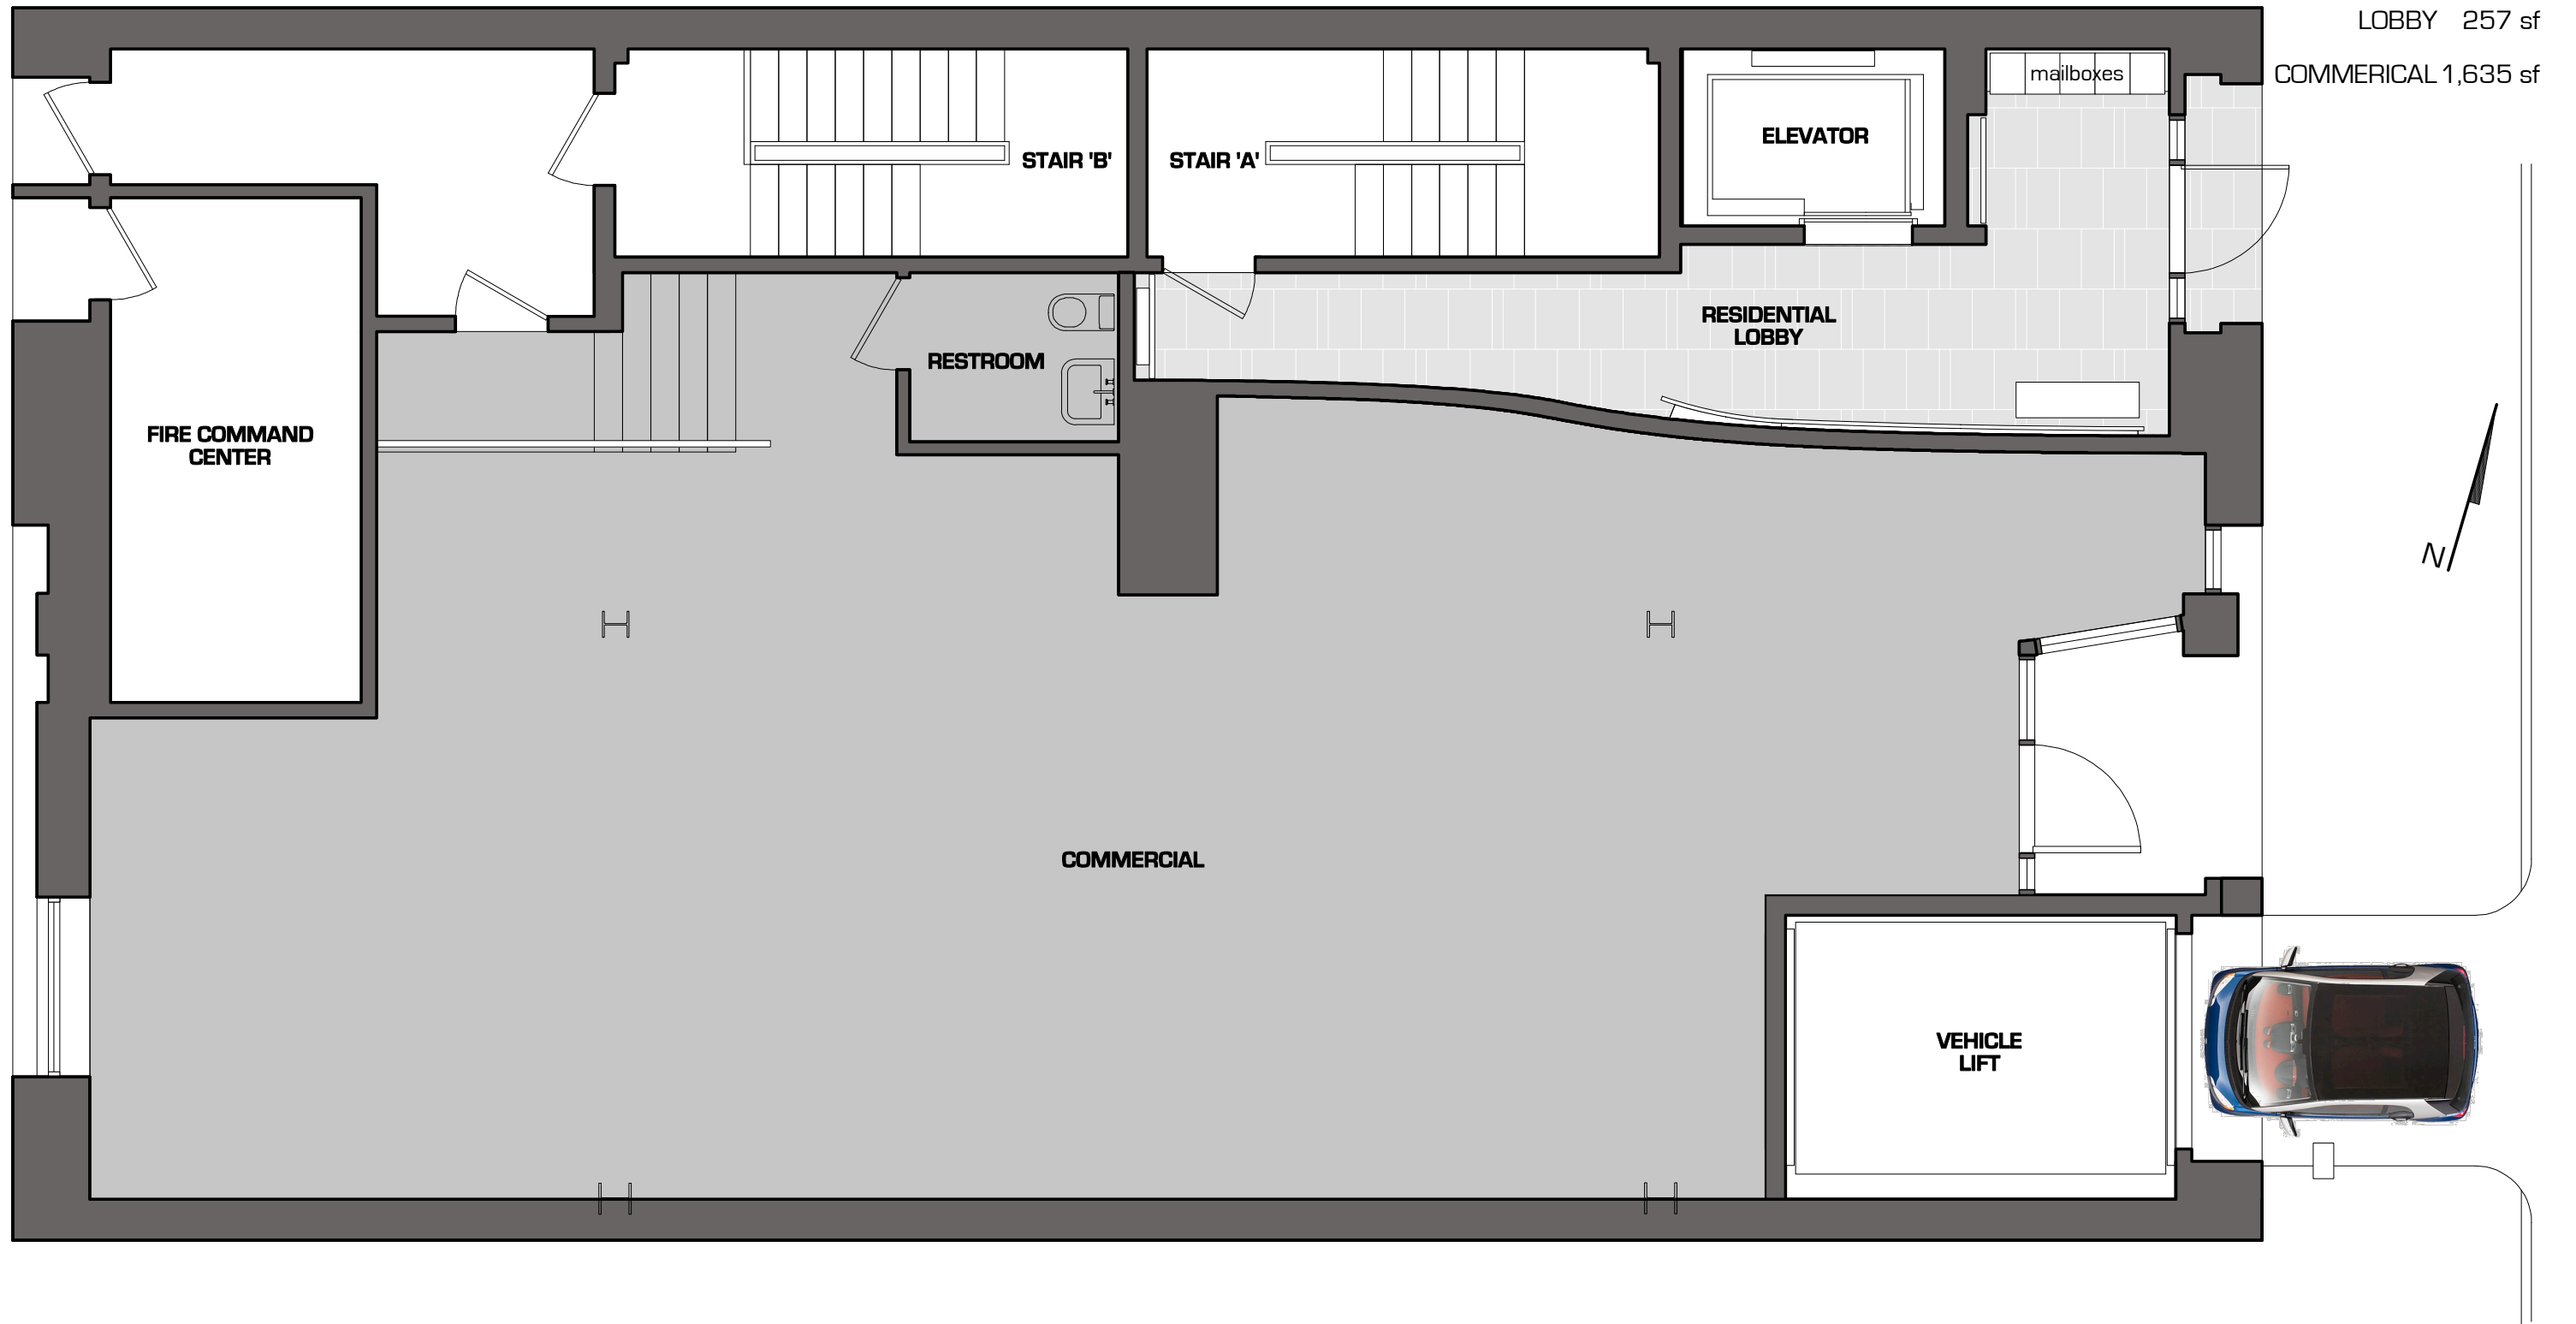 LOBBY 257 sf
COMMERICAL 1,635 sf
mailboxes
ELEVATOR
STAIR 'B'
STAIR 'A'
RESIDENTIAL
LOBBY
RESTROOM
FIRE COMMAND
CENTER
N
COMMERCIAL
VEHICLE
LIFT